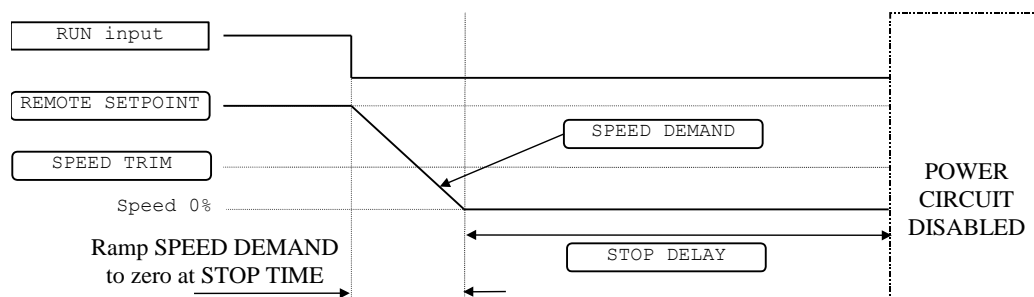 RUN input
REMOTE SETPOINT
SPEED DEMAND
SPEED TRIM
POWER
CIRCUIT
DISABLED
Speed 0%
Ramp SPEED DEMAND
to zero at STOP TIME
STOP DELAY